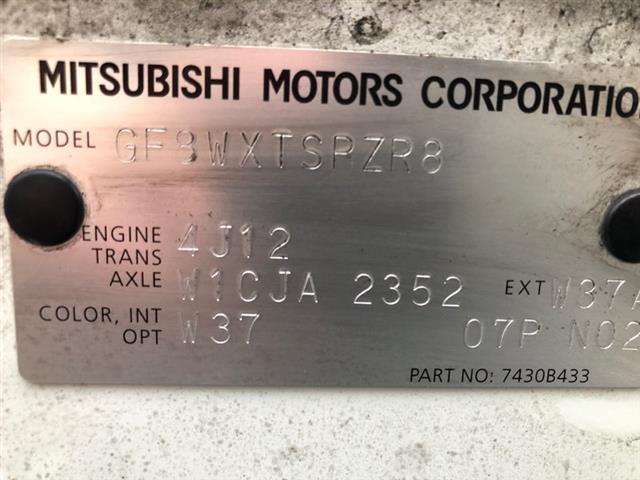 MITSUBISHI MOTORS CORPORATIO
MODEL GF8WXTSRZR8
ENGINE 4J12
TRANS
AXLE W1CJA 2352 EXT W37A
COLOR, INT W37 07P N02
OPT
PART NO: 7430B433